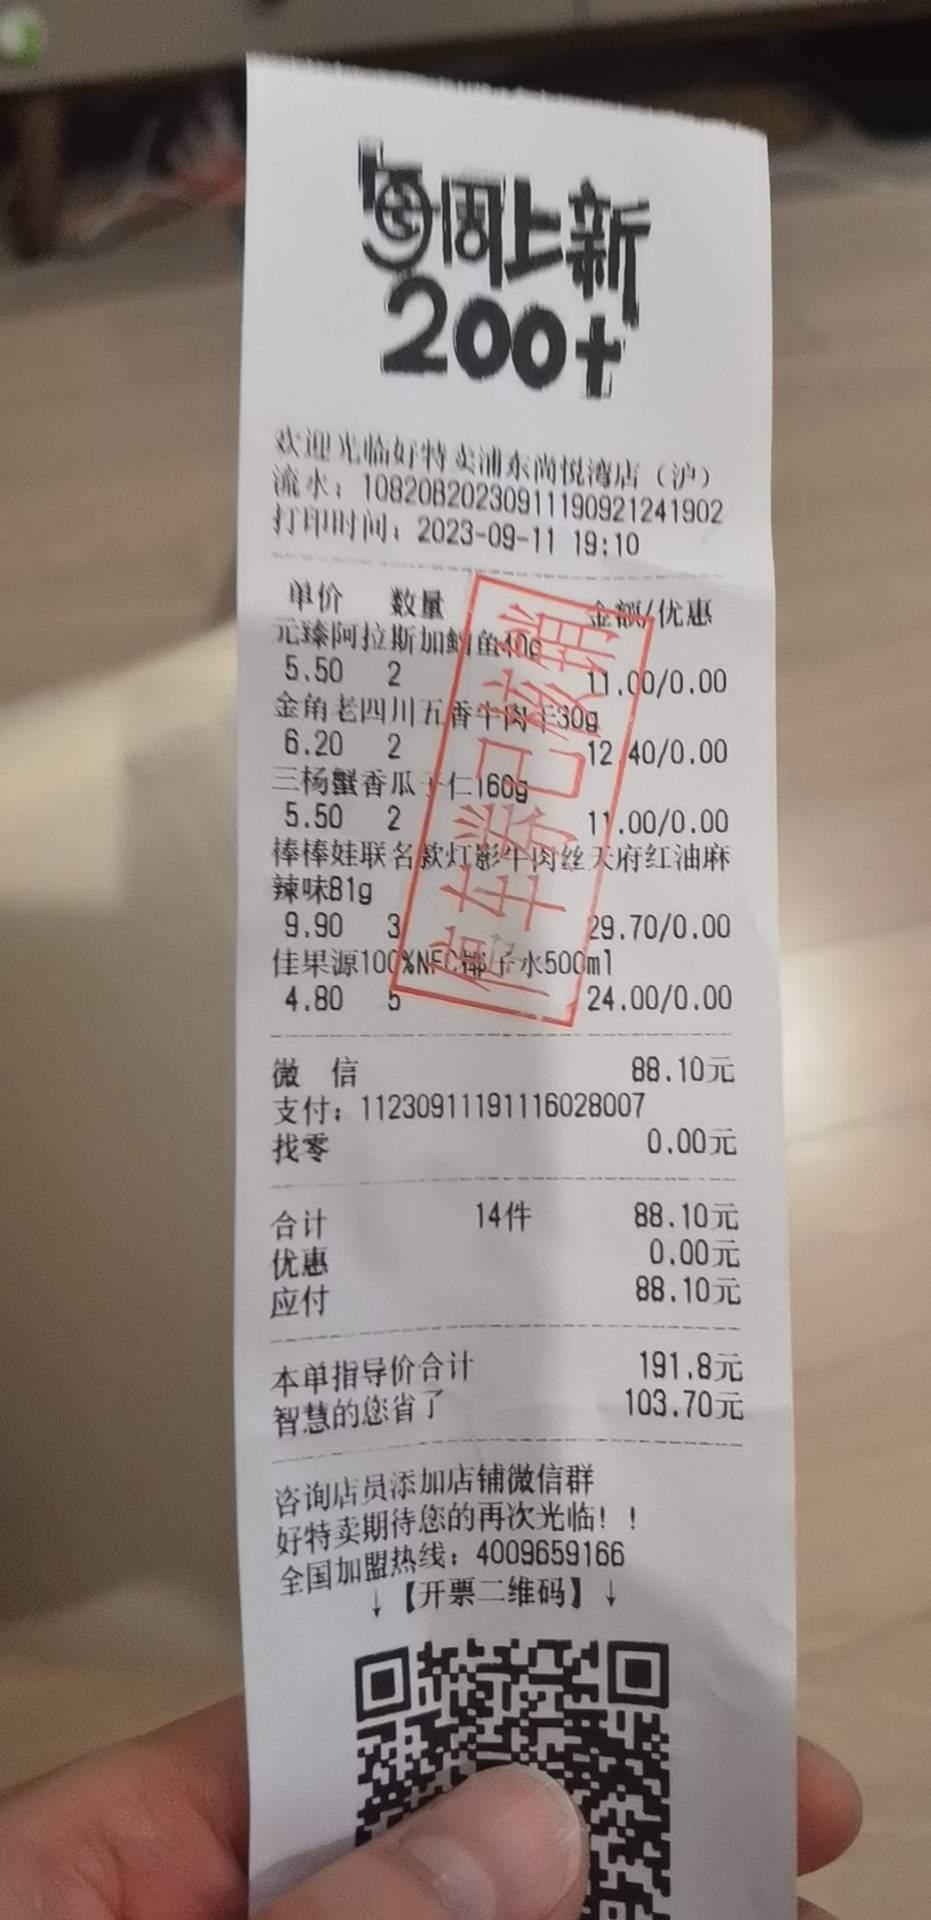 每周上新
200+
欢迎光临好特卖浦东尚悦湾店（沪）
流水：10820B20230911190921241902
打印时间：2023-09-11 19:10
单价 数量 金额/优惠
元臻阿拉斯加鳕鱼40g
5.50 2 11.00/0.00
金角老四川五香牛肉干30g
6.20 2 12.40/0.00
三杨蟹香瓜子仁160g
5.50 2 11.00/0.00
棒棒娃联名款灯影牛肉丝天府红油麻
辣味81g
9.90 3 29.70/0.00
佳果源100%NFC椰子水500ml
4.80 5 24.00/0.00
停车券已核销
微 信 88.10元
支付：11230911191116028007
找零 0.00元
合计 14件 88.10元
优惠 0.00元
应付 88.10元
本单指导价合计 191.8元
智慧的您省了 103.70元
咨询店员添加店铺微信群
好特卖期待您的再次光临！！
全国加盟热线：4009659166
↓【开票二维码】↓